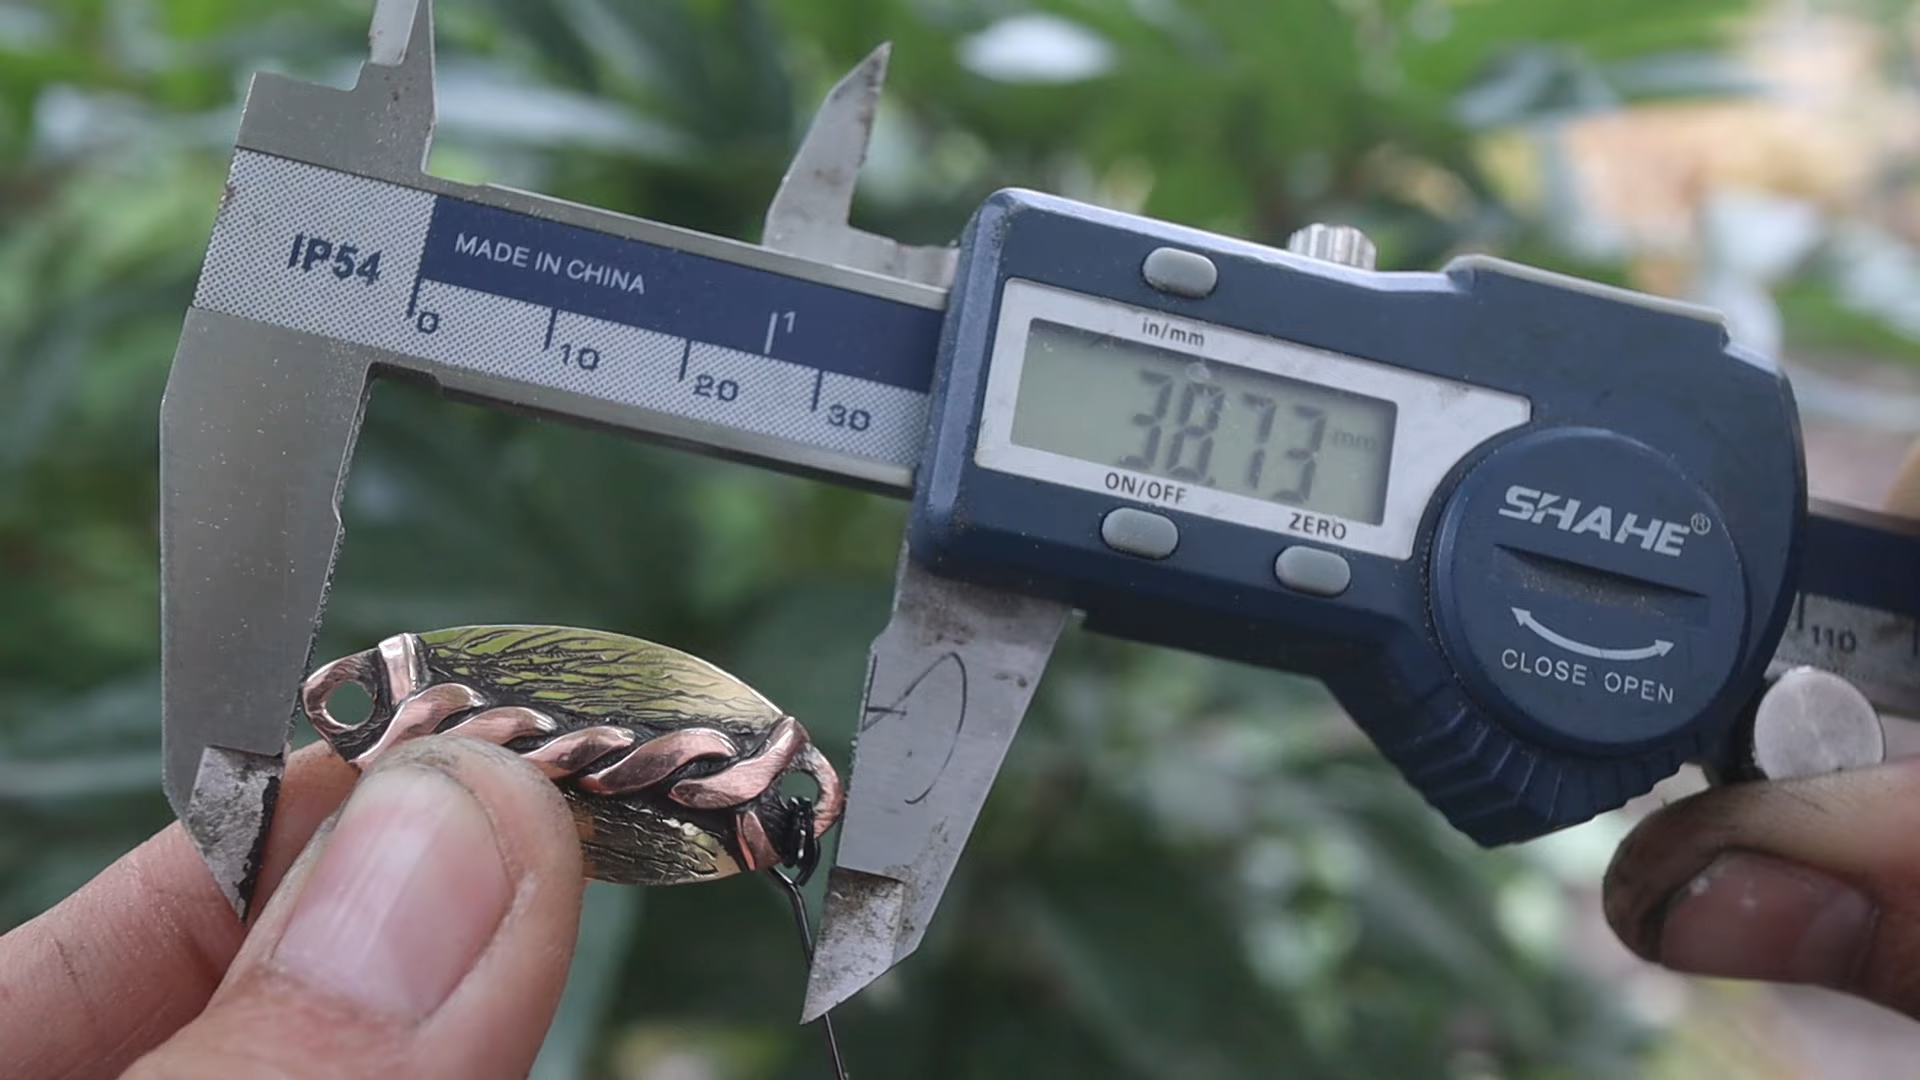 IP54
MADE IN CHINA
1
0
10
20
30
in/mm
38.73 mm
ON/OFF
ZERO
SHAHE®
CLOSE OPEN
110
A